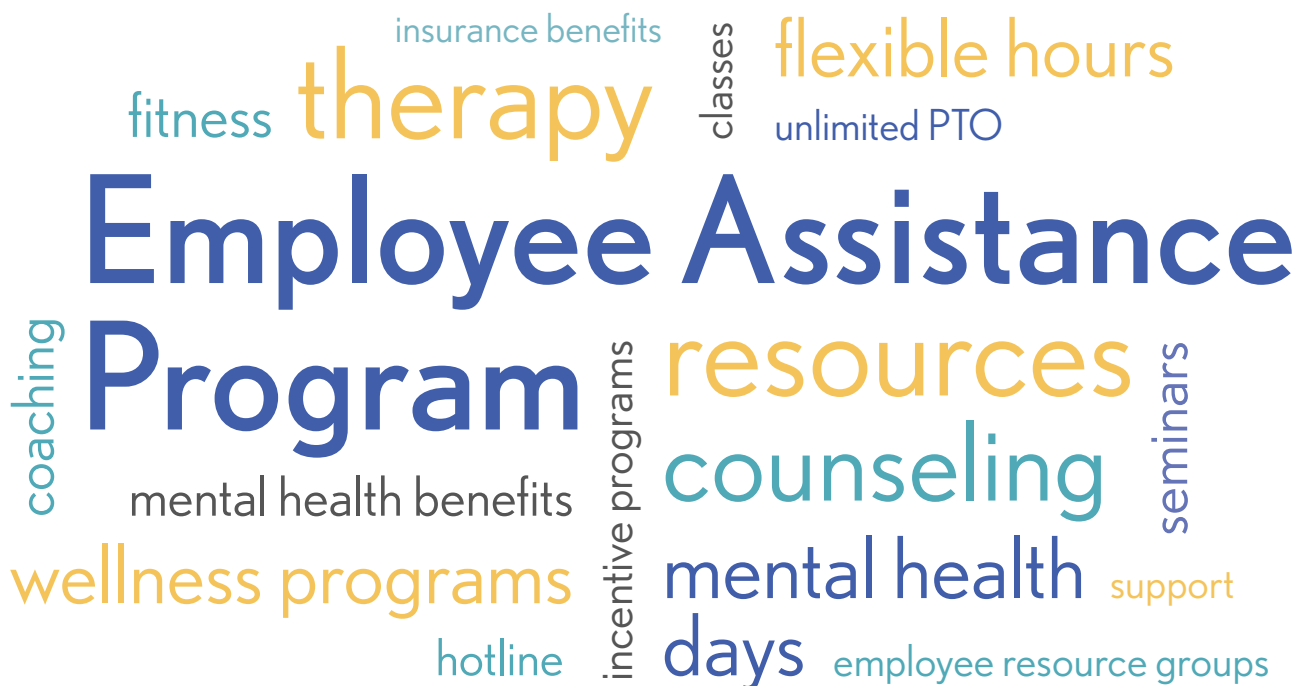 insurance benefits
flexible hours
therapy
classes
fitness
unlimited PTO
Employee Assistance
Program
resources
coaching
incentive programs
seminars
counseling
mental health benefits
mental health
days
wellness programs
support
hotline
employee resource groups